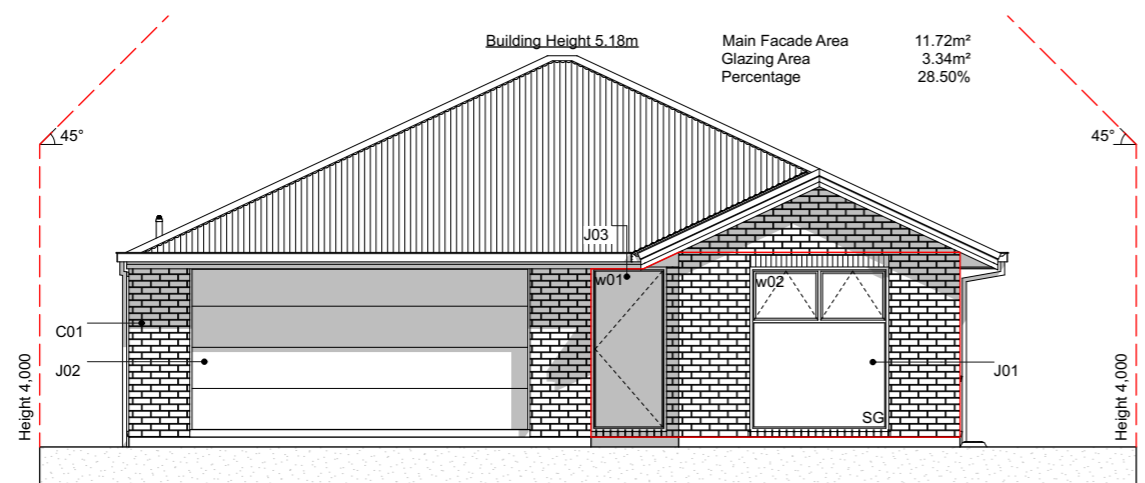 Building Height 5.18m
Main Facade Area 11.72m²
Glazing Area 3.34m²
Percentage 28.50%
45°
45°
J03
w01
w02
C01
J02
J01
SG
Height 4,000
Height 4,000